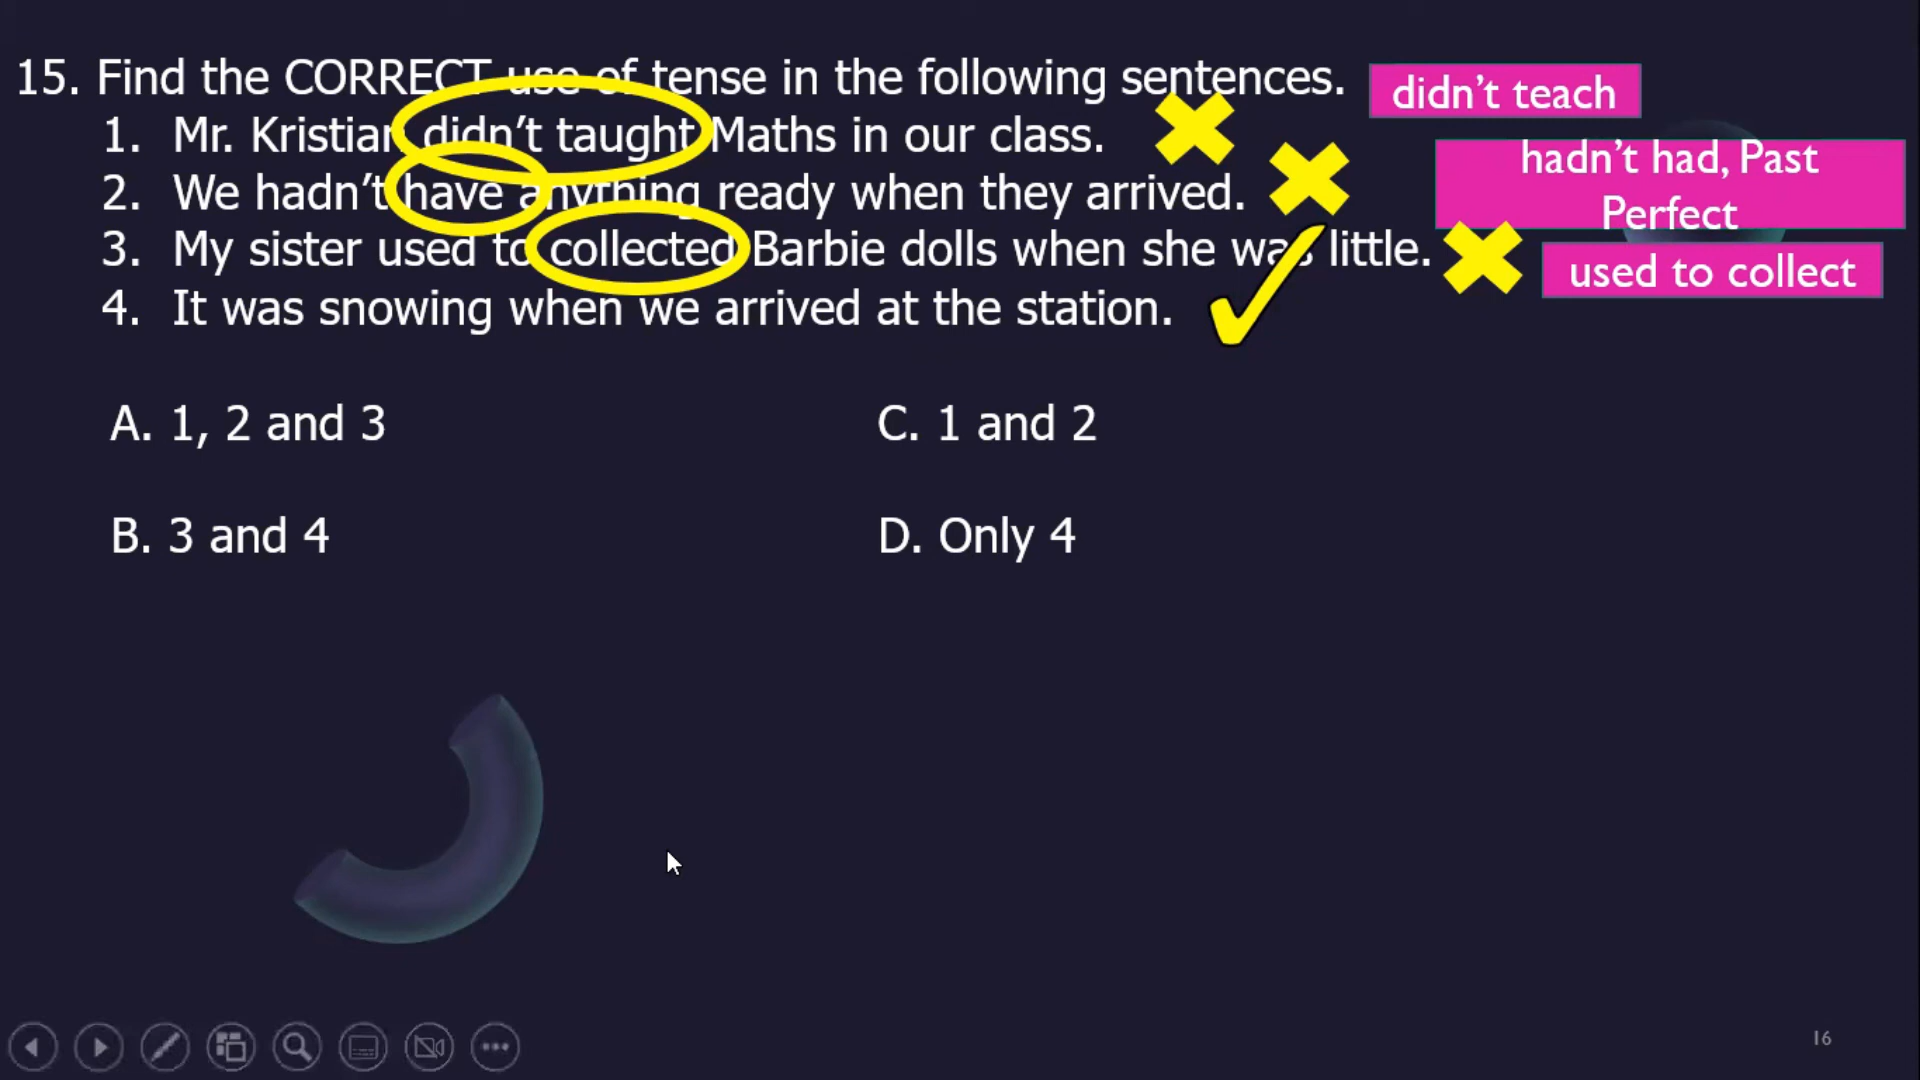 15. Find the CORRECT use of tense in the following sentences.
didn't teach
1. Mr. Kristian didn't taught Maths in our class.
hadn't had, Past
Perfect
2. We hadn't have anything ready when they arrived.
3. My sister used to collected Barbie dolls when she was little.
used to collect
4. It was snowing when we arrived at the station.
A. 1, 2 and 3
C. 1 and 2
B. 3 and 4
D. Only 4
16